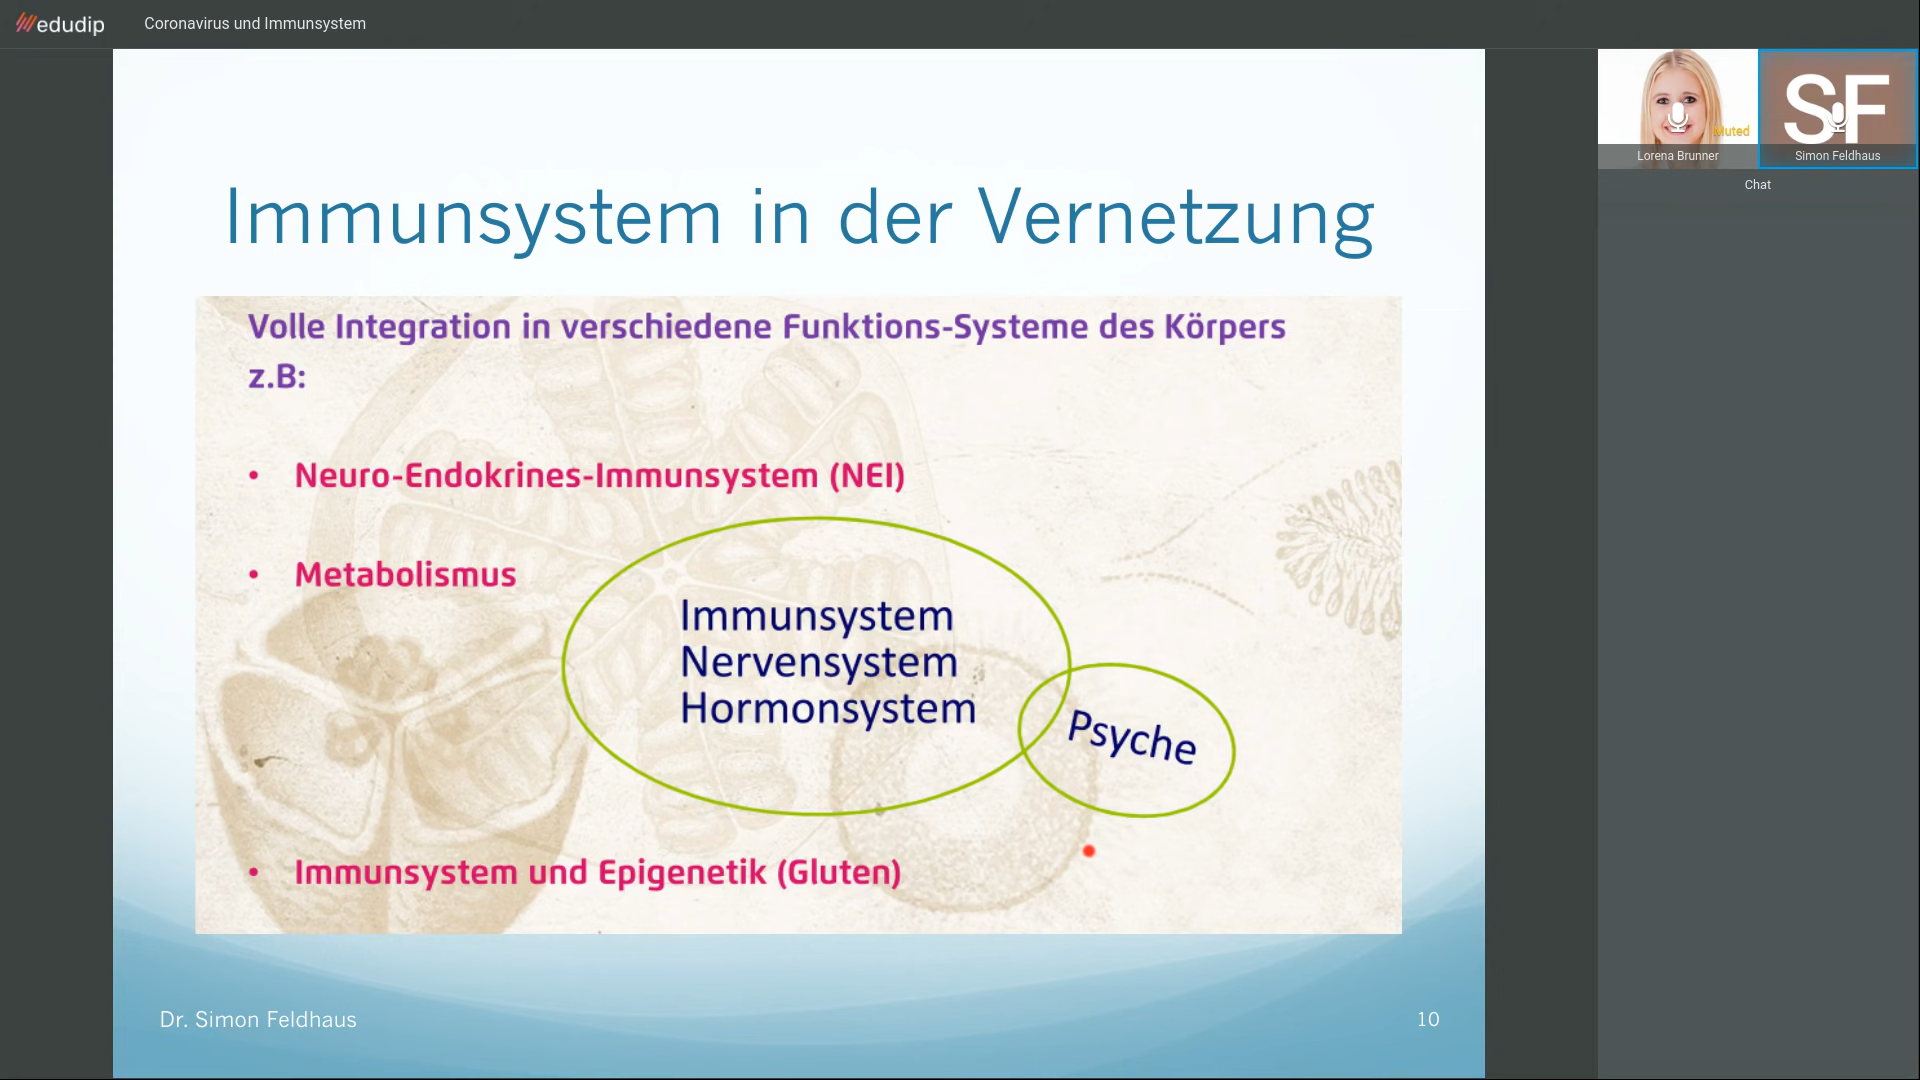 edudip
Coronavirus und Immunsystem
Immunsystem in der Vernetzung
Volle Integration in verschiedene Funktions-Systeme des Körpers
z.B:
• Neuro-Endokrines-Immunsystem (NEI)
• Metabolismus
Immunsystem
Nervensystem
Hormonsystem
Psyche
• Immunsystem und Epigenetik (Gluten)
Dr. Simon Feldhaus
10
Muted
Lorena Brunner
SF
Simon Feldhaus
Chat